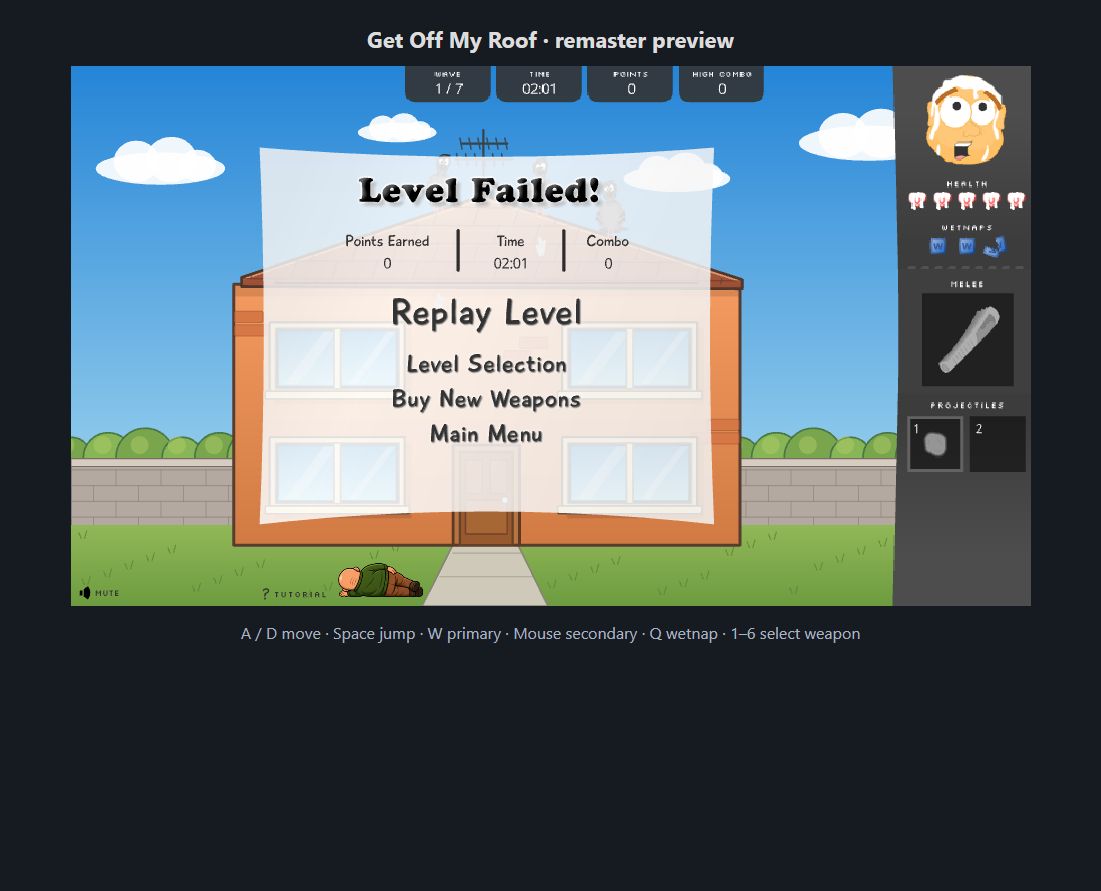 Get Off My Roof · remaster preview
WAVE
1 / 7
TIME
02:01
POINTS
0
HIGH COMBO
0
HEALTH
WETNAPS
W W
MELEE
PROJECTILES
1
2
Level Failed!
Points Earned
0
Time
02:01
Combo
0
Replay Level
Level Selection
Buy New Weapons
Main Menu
MUTE
? TUTORIAL
A / D move · Space jump · W primary · Mouse secondary · Q wetnap · 1–6 select weapon